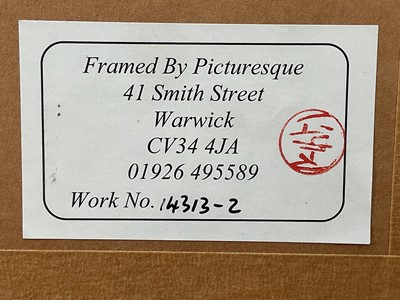 Framed By Picturesque
41 Smith Street
Warwick
CV34 4JA
01926 495589
Work No. 14313-2